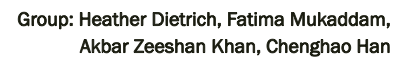 Group: Heather Dietrich, Fatima Mukaddam,
Akbar Zeeshan Khan, Chenghao Han